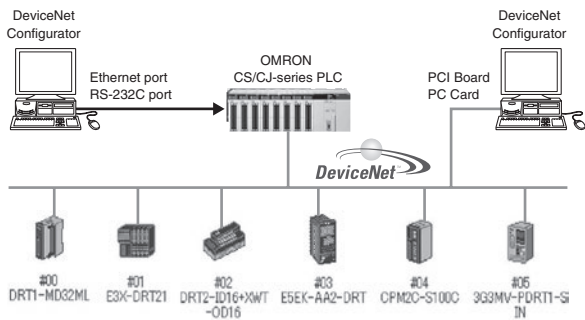 DeviceNet
Configurator
DeviceNet
Configurator
OMRON
CS/CJ-series PLC
Ethernet port
RS-232C port
PCI Board
PC Card
DeviceNet™
#00
DRT1-MD32ML
#01
E3X-DRT21
#02
DRT2-ID16+XWT
-OD16
#03
E5EK-AA2-DRT
#04
CPM2C-S100C
#05
3G3MV-PDRT1-SI
IN